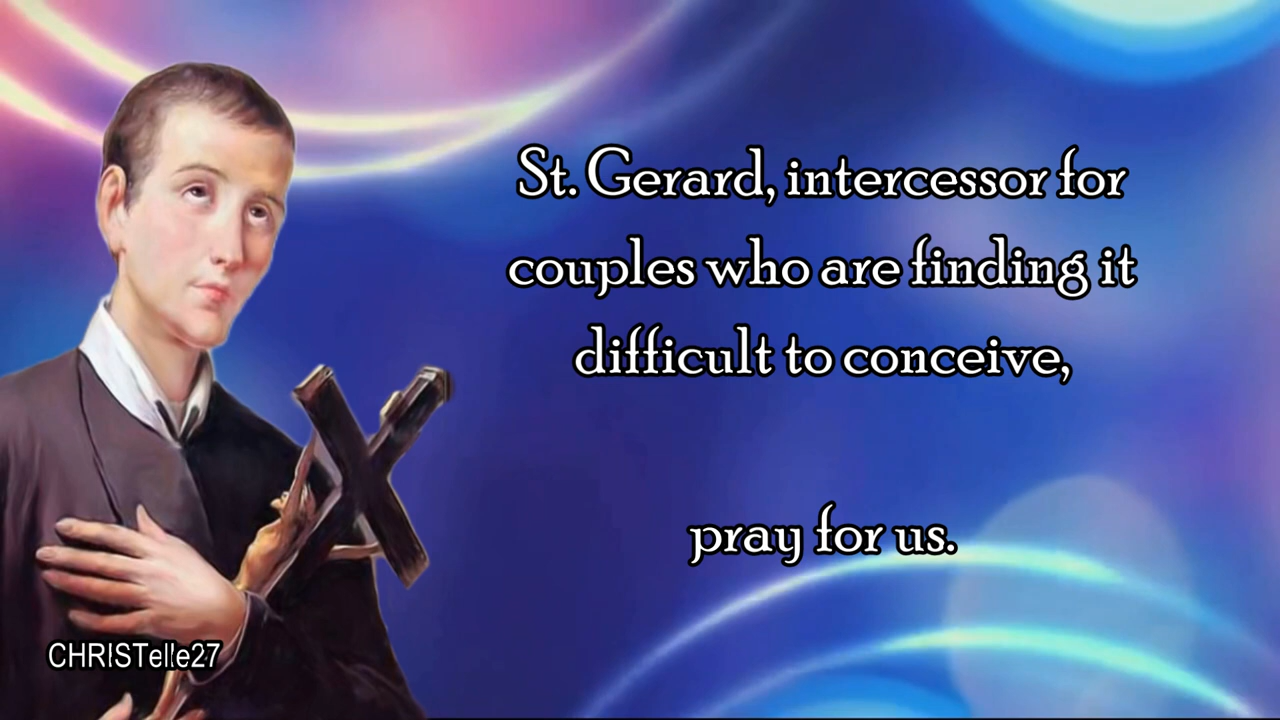 St. Gerard, intercessor for
couples who are finding it
difficult to conceive,
pray for us.
CHRISTelle27